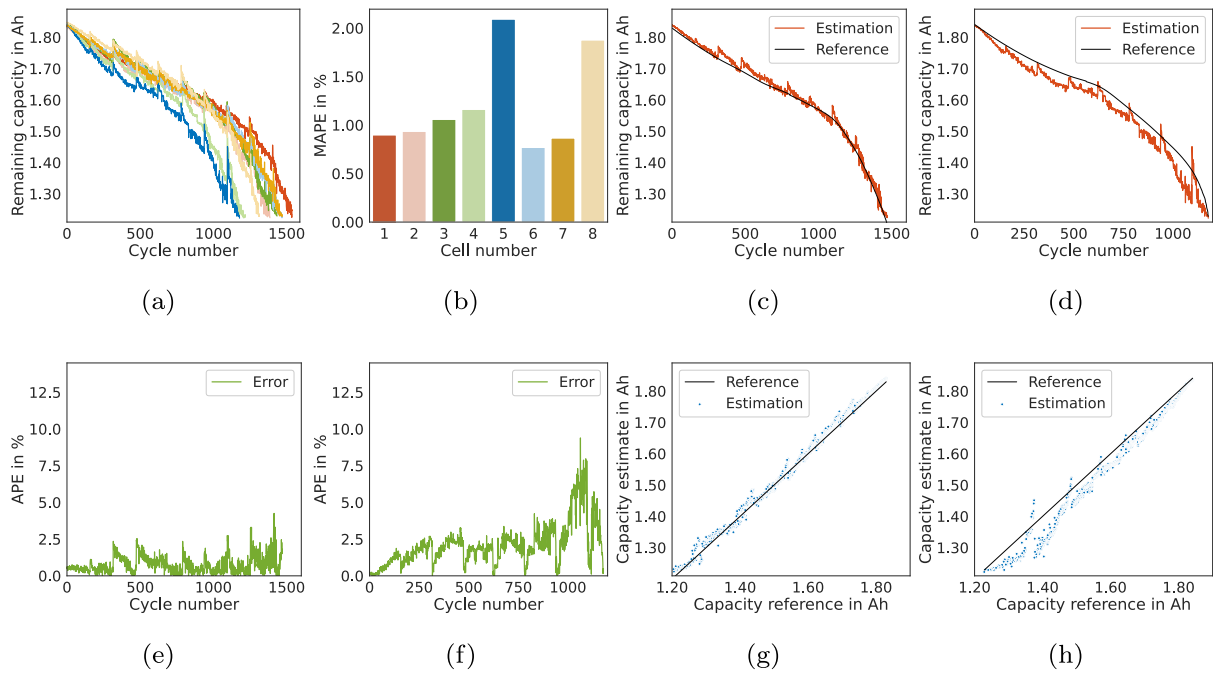 Remaining capacity in Ah
1.80
1.70
1.60
1.50
1.40
1.30
0 500 1000 1500
Cycle number
(a)
MAPE in %
2.00
1.50
1.00
0.50
0.00
1 2 3 4 5 6 7 8
Cell number
(b)
Remaining capacity in Ah
1.80
1.70
1.60
1.50
1.40
1.30
Estimation
Reference
0 500 1000 1500
Cycle number
(c)
Remaining capacity in Ah
1.80
1.70
1.60
1.50
1.40
1.30
Estimation
Reference
0 250 500 750 1000
Cycle number
(d)
APE in %
12.5
10.0
7.5
5.0
2.5
0.0
Error
0 500 1000 1500
Cycle number
(e)
APE in %
12.5
10.0
7.5
5.0
2.5
0.0
Error
0 250 500 750 1000
Cycle number
(f)
Capacity estimate in Ah
1.80
1.70
1.60
1.50
1.40
1.30
Reference
Estimation
1.20 1.40 1.60 1.80
Capacity reference in Ah
(g)
Capacity estimate in Ah
1.80
1.70
1.60
1.50
1.40
1.30
Reference
Estimation
1.20 1.40 1.60 1.80
Capacity reference in Ah
(h)